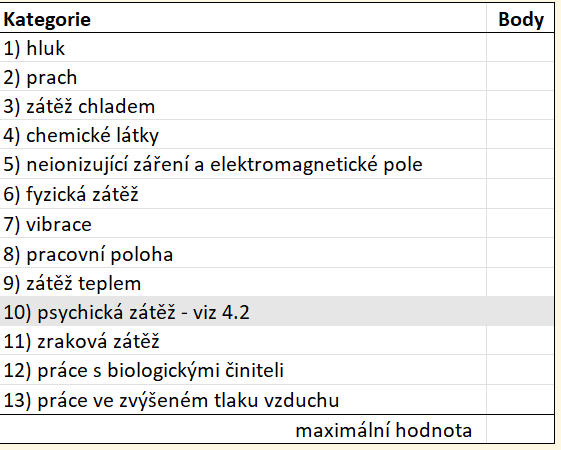 Kategorie Body
1) hluk
2) prach
3) zátěž chladem
4) chemické látky
5) neionizující záření a elektromagnetické pole
6) fyzická zátěž
7) vibrace
8) pracovní poloha
9) zátěž teplem
10) psychická zátěž - viz 4.2
11) zraková zátěž
12) práce s biologickými činiteli
13) práce ve zvýšeném tlaku vzduchu
maximální hodnota